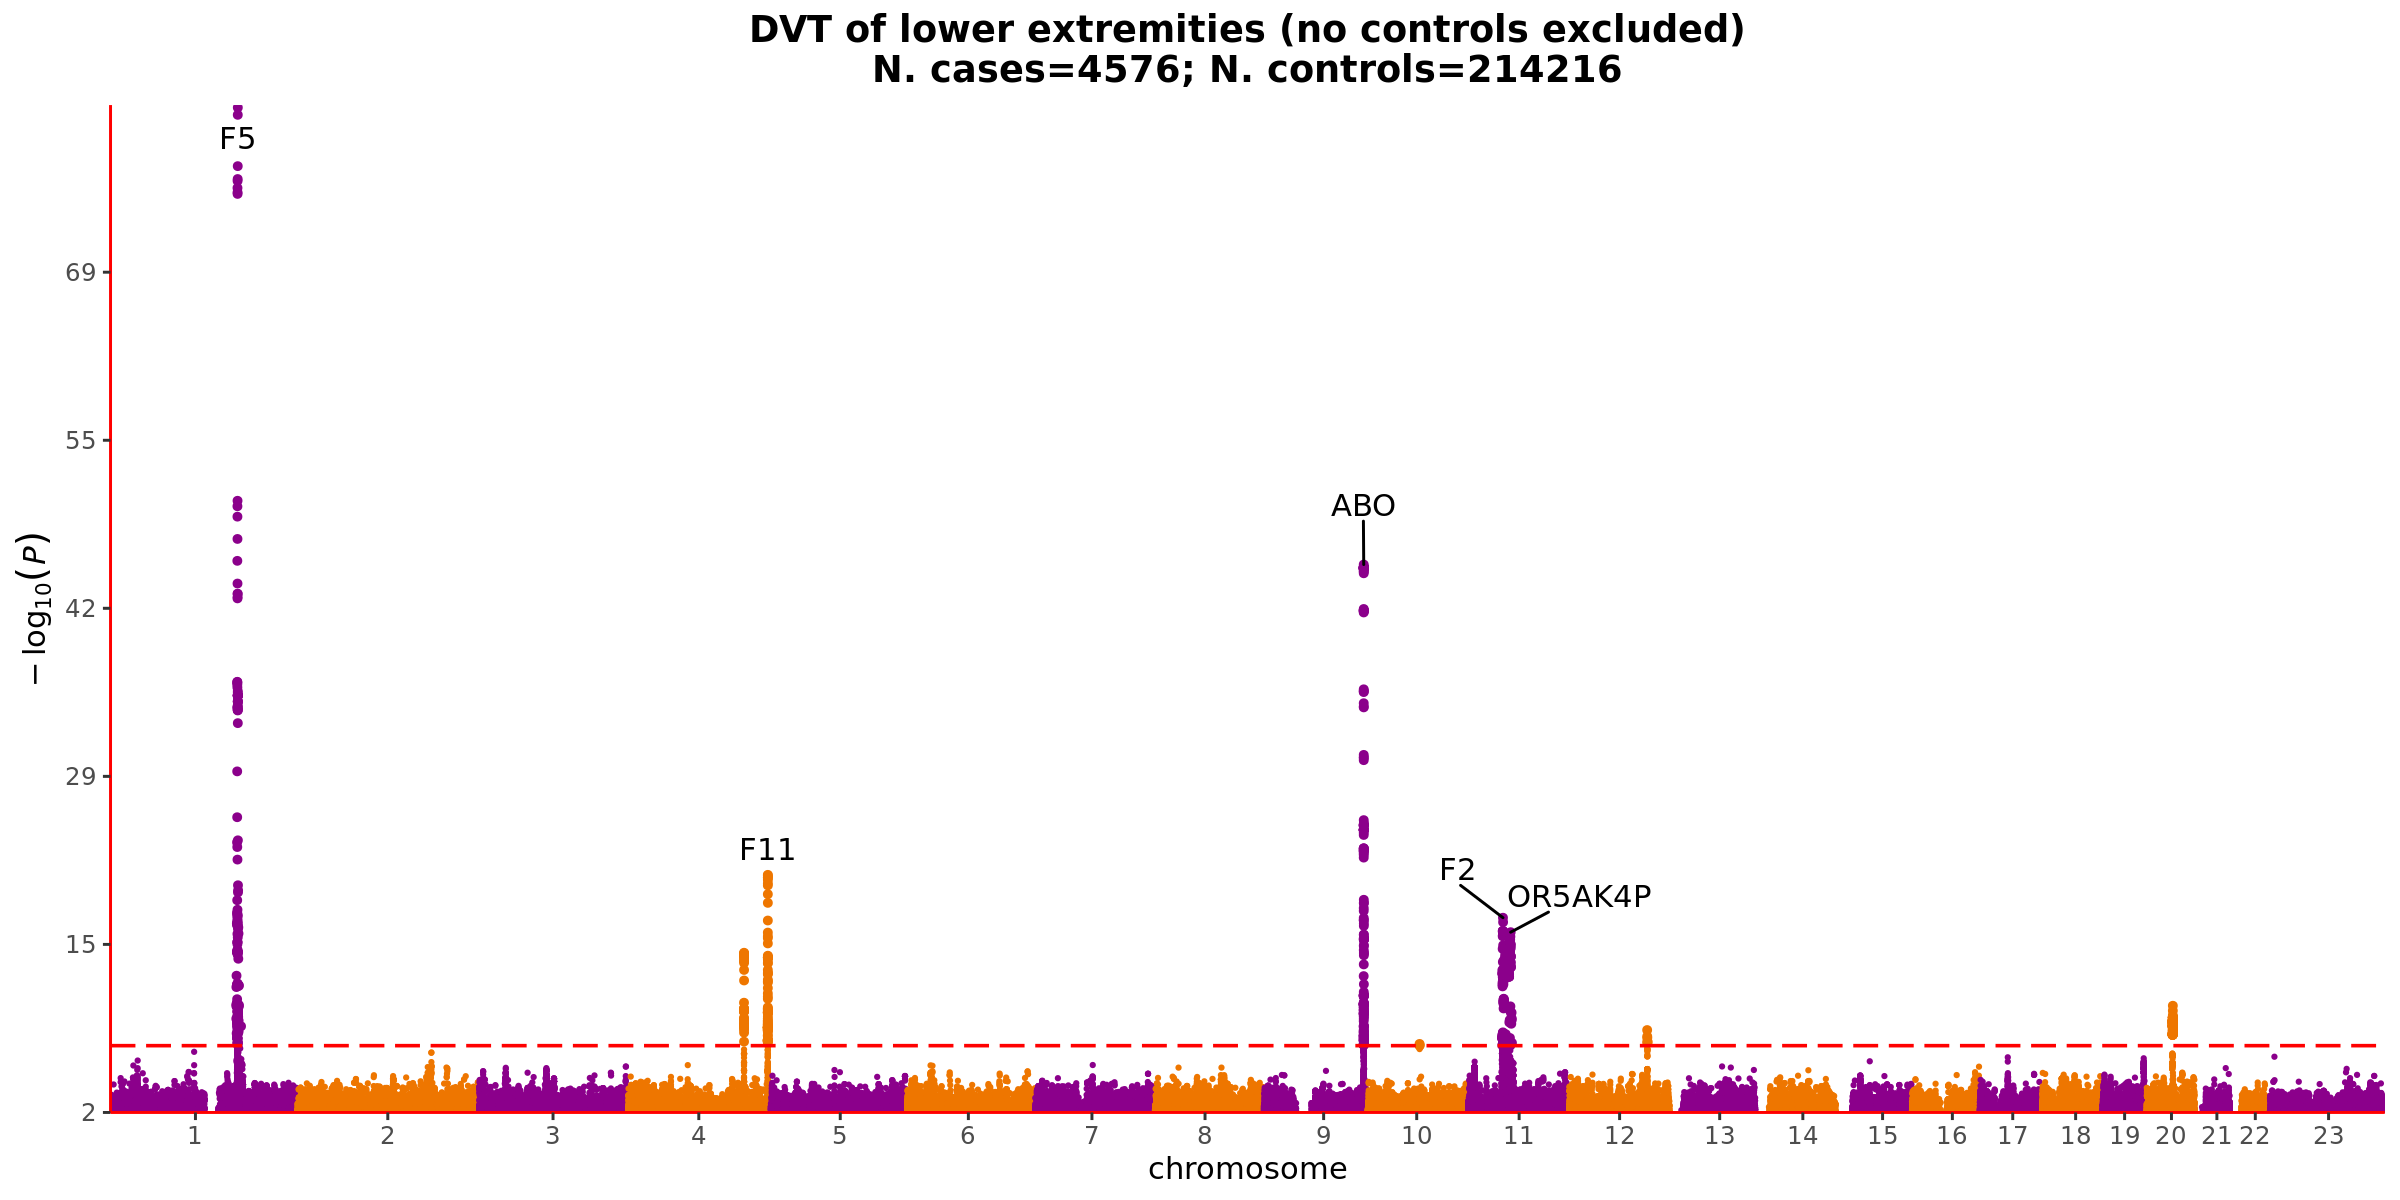 DVT of lower extremities (no controls excluded)
N. cases=4576; N. controls=214216
F5
69
55
ABO
−log10(P)
42
29
F11
F2
OR5AK4P
15
2
1 2 3 4 5 6 7 8 9 10 11 12 13 14 15 16 17 18 19 20 21 22 23
chromosome